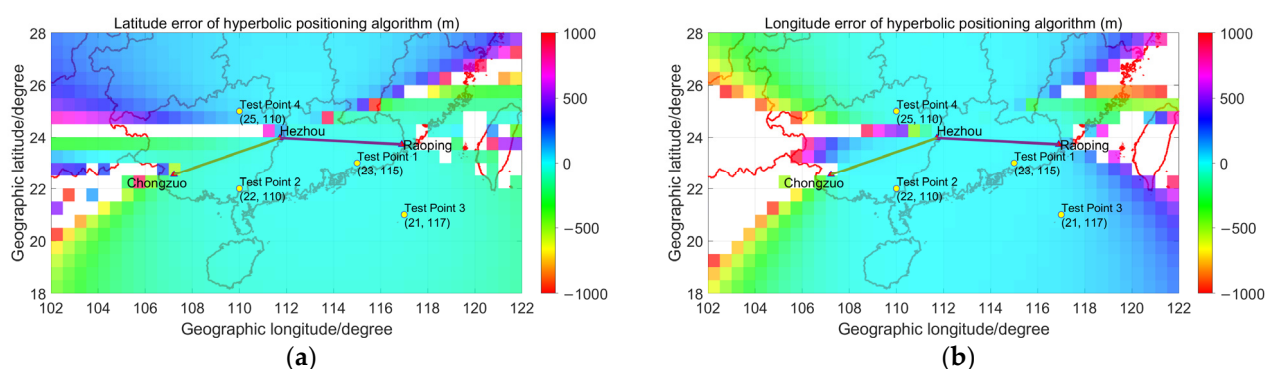 Latitude error of hyperbolic positioning algorithm (m)
28
26
24
22
20
18
Geographic latitude/degree
102
104
106
108
110
112
114
116
118
120
122
Geographic longitude/degree
Test Point 4
(25, 110)
Hezhou
Raoping
Test Point 1
(23, 115)
Chongzuo
Test Point 2
(22, 110)
Test Point 3
(21, 117)
1000
500
0
−500
−1000
(a)
Longitude error of hyperbolic positioning algorithm (m)
28
26
24
22
20
18
Geographic latitude/degree
102
104
106
108
110
112
114
116
118
120
122
Geographic longitude/degree
Test Point 4
(25, 110)
Hezhou
Raoping
Test Point 1
(23, 115)
Chongzuo
Test Point 2
(22, 110)
Test Point 3
(21, 117)
1000
500
0
−500
−1000
(b)